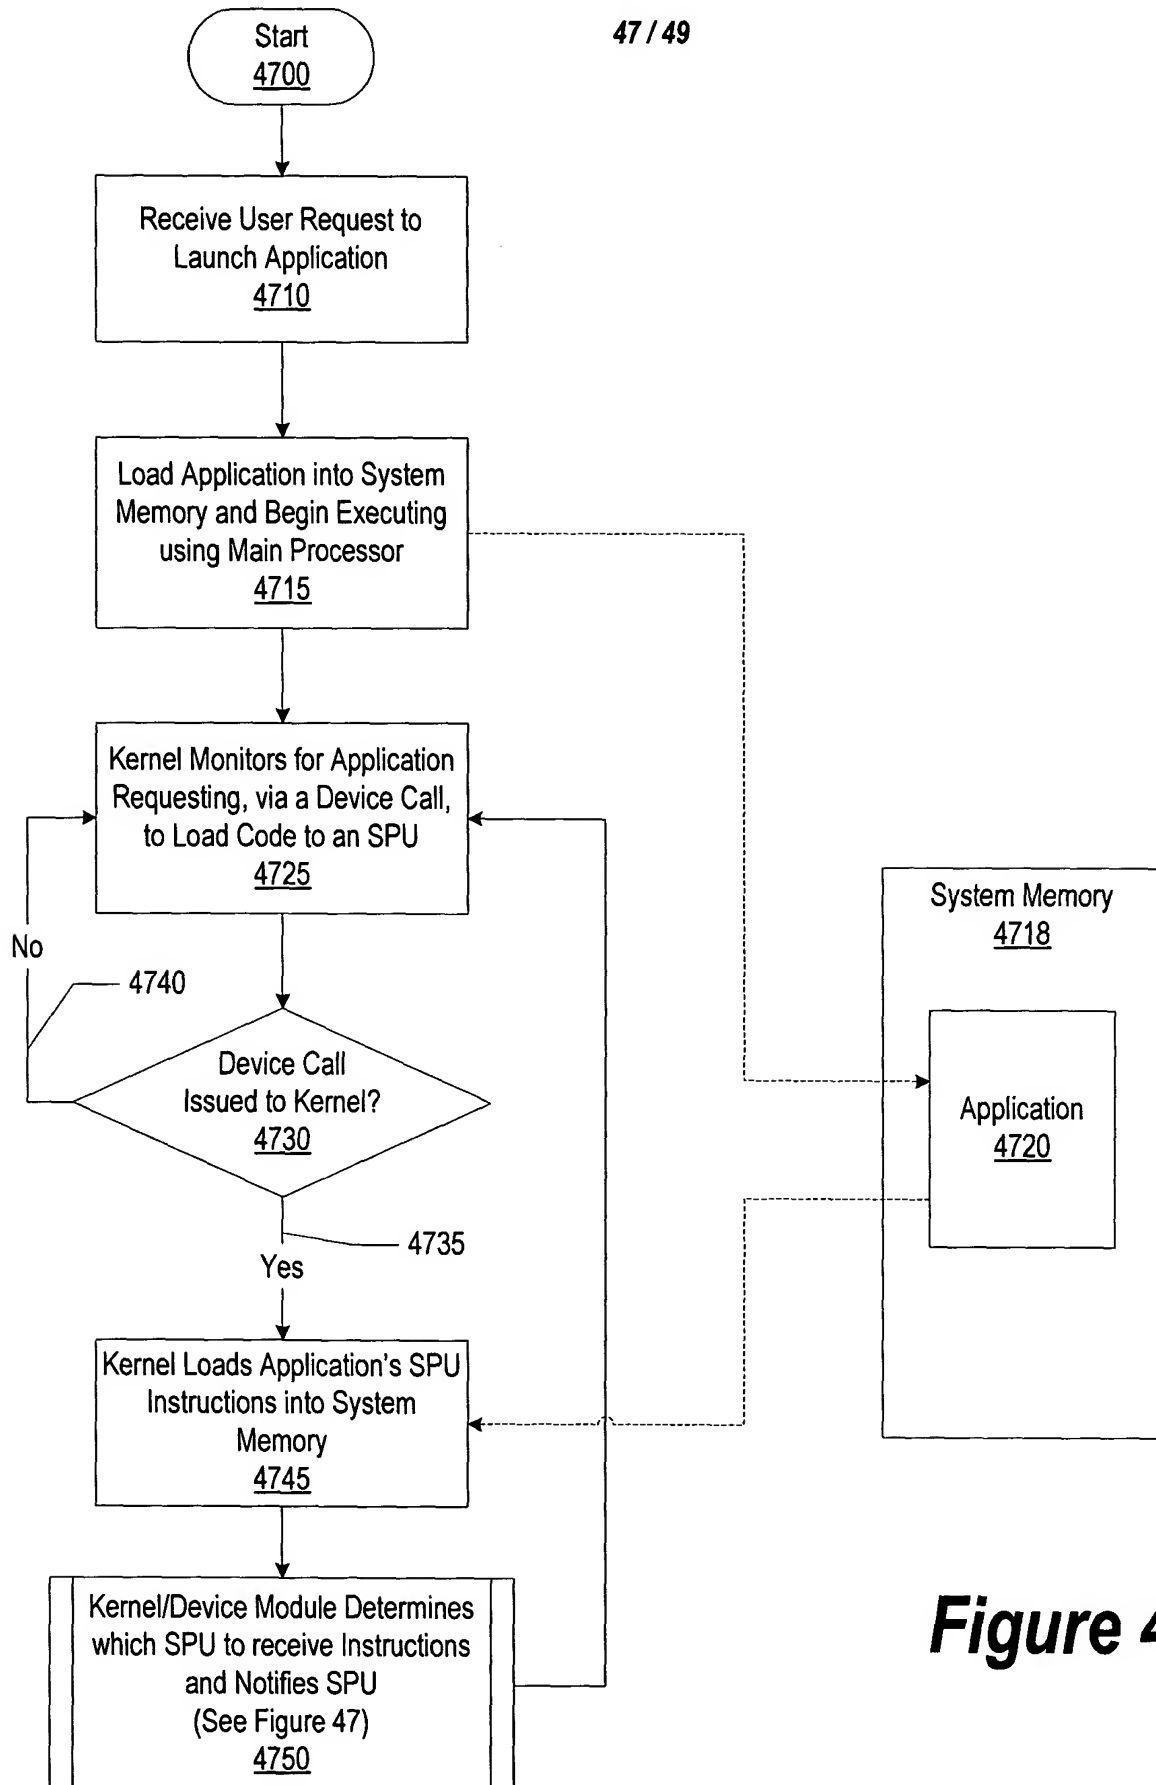 47 / 49
Start
4700
Receive User Request to
Launch Application
4710
Load Application into System
Memory and Begin Executing
using Main Processor
4715
Kernel Monitors for Application
Requesting, via a Device Call,
to Load Code to an SPU
4725
No
4740
Device Call
Issued to Kernel?
4730
4735
Yes
Kernel Loads Application's SPU
Instructions into System
Memory
4745
Kernel/Device Module Determines
which SPU to receive Instructions
and Notifies SPU
(See Figure 47)
4750
System Memory
4718
Application
4720
Figure 4